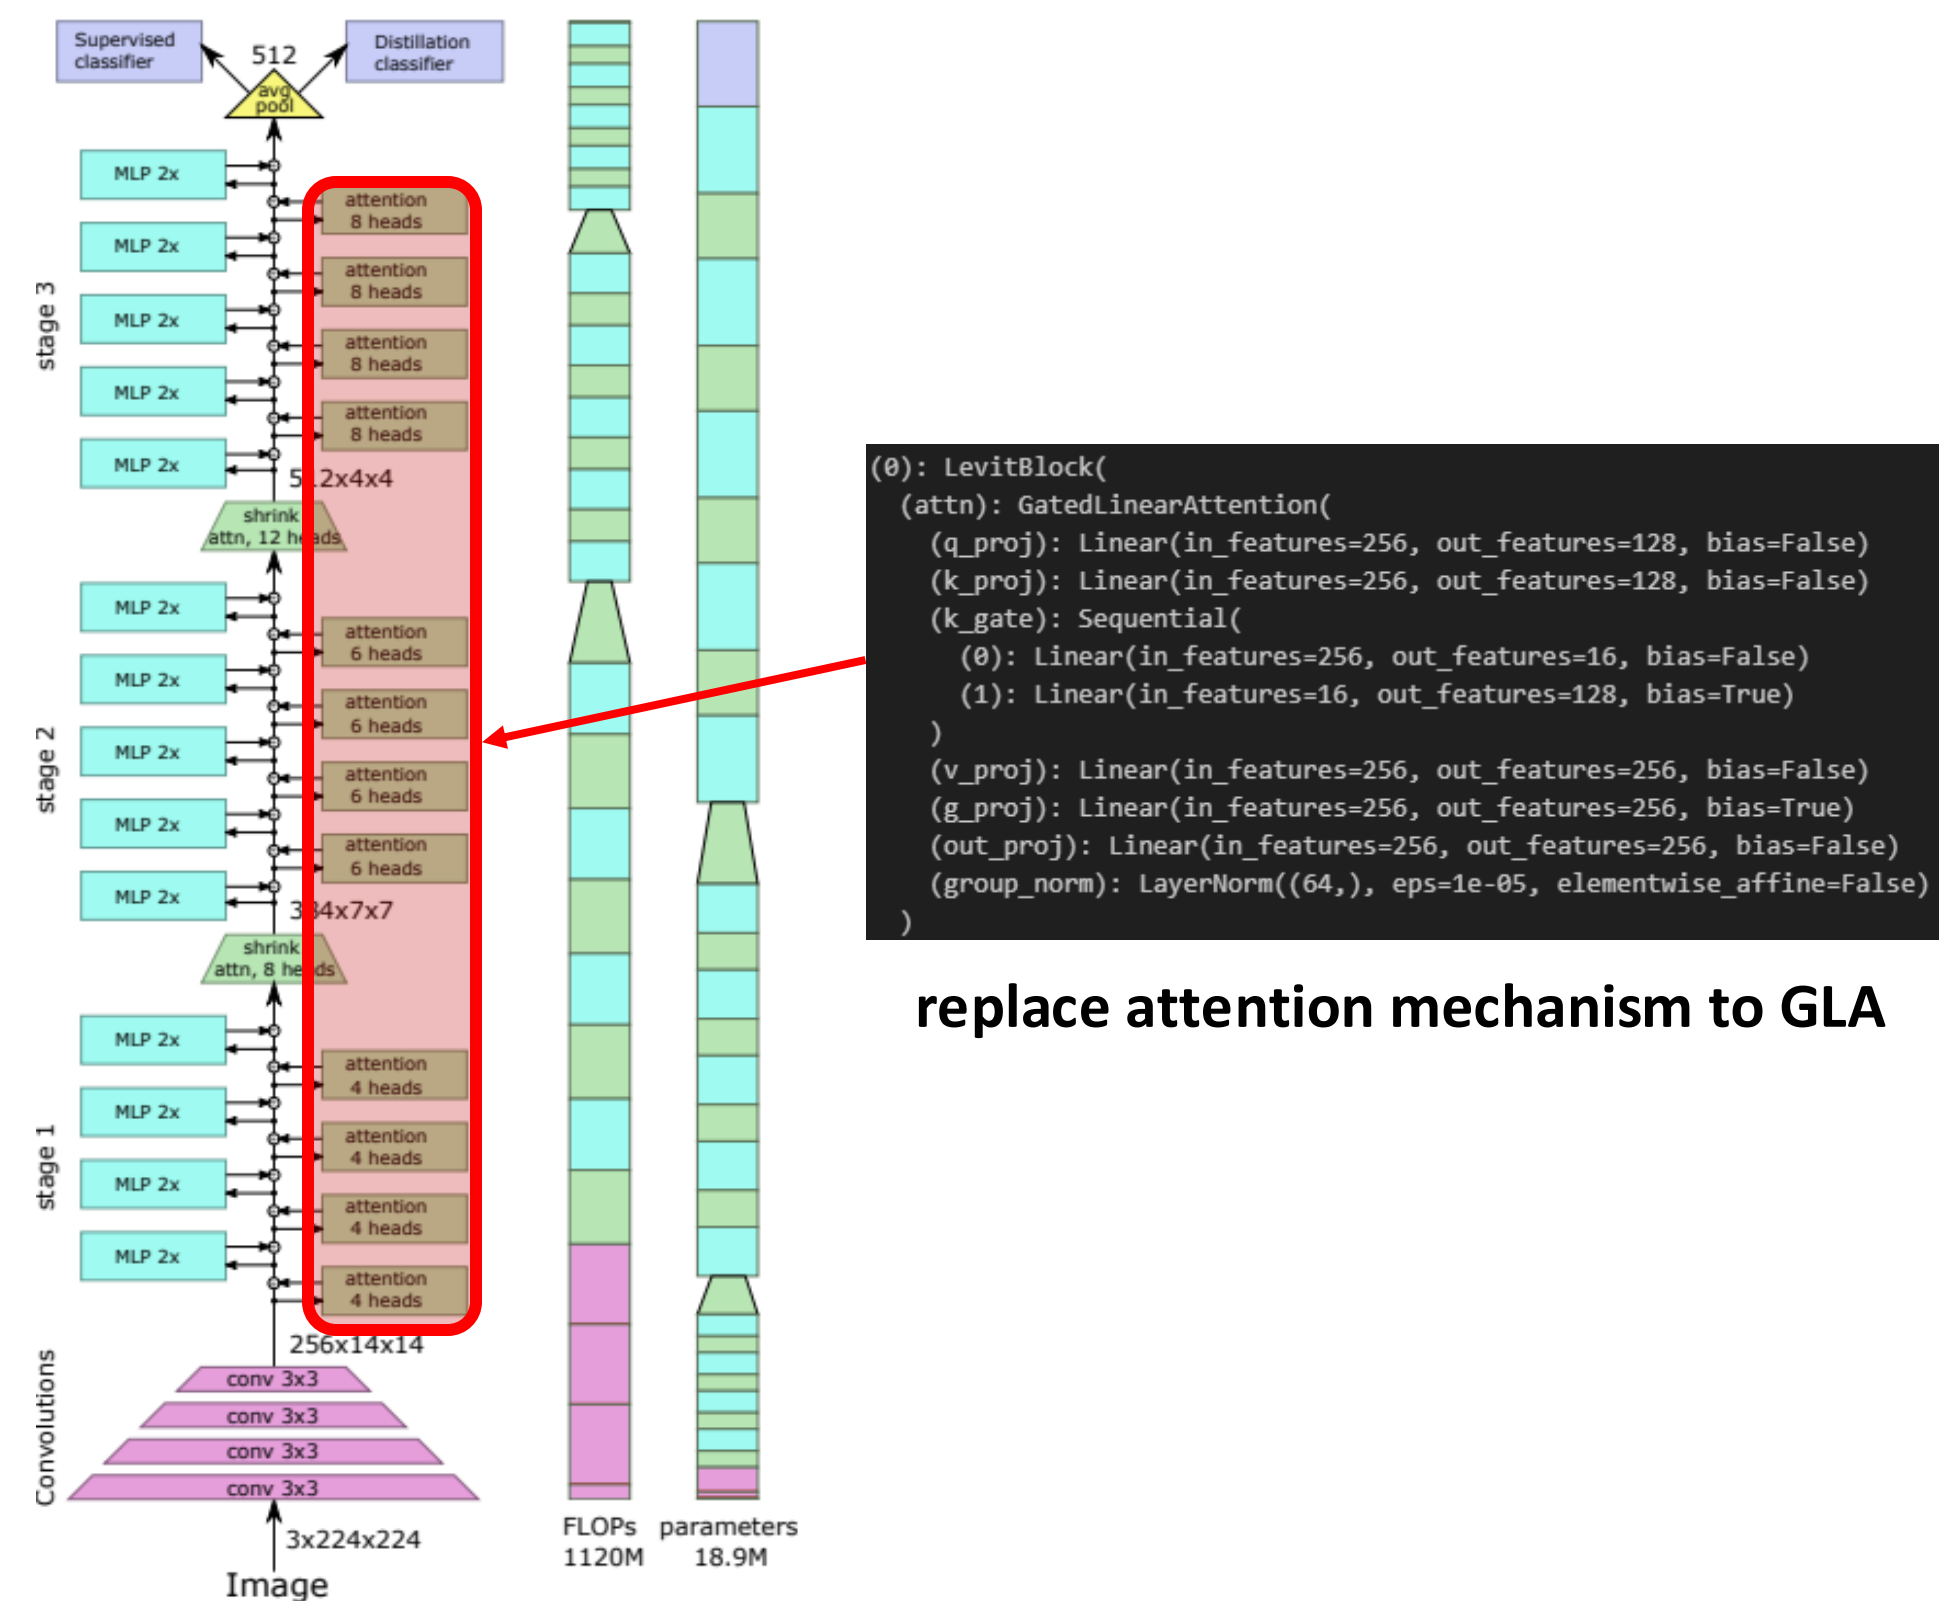 Supervised
classifier
512
Distillation
classifier
avg
pool
MLP 2x
attention
8 heads
MLP 2x
attention
8 heads
MLP 2x
attention
8 heads
MLP 2x
attention
8 heads
MLP 2x
stage 3
512x4x4
shrink
attn, 12 heads
MLP 2x
attention
6 heads
MLP 2x
attention
6 heads
MLP 2x
attention
6 heads
MLP 2x
attention
6 heads
MLP 2x
stage 2
384x7x7
shrink
attn, 8 heads
MLP 2x
attention
4 heads
MLP 2x
attention
4 heads
MLP 2x
attention
4 heads
MLP 2x
attention
4 heads
stage 1
256x14x14
Convolutions
conv 3x3
conv 3x3
conv 3x3
conv 3x3
3x224x224
Image
FLOPs
1120M
parameters
18.9M
(0): LevitBlock(
(attn): GatedLinearAttention(
(q_proj): Linear(in_features=256, out_features=128, bias=False)
(k_proj): Linear(in_features=256, out_features=128, bias=False)
(k_gate): Sequential(
(0): Linear(in_features=256, out_features=16, bias=False)
(1): Linear(in_features=16, out_features=128, bias=True)
)
(v_proj): Linear(in_features=256, out_features=256, bias=False)
(g_proj): Linear(in_features=256, out_features=256, bias=True)
(out_proj): Linear(in_features=256, out_features=256, bias=False)
(group_norm): LayerNorm((64,), eps=1e-05, elementwise_affine=False)
)
replace attention mechanism to GLA